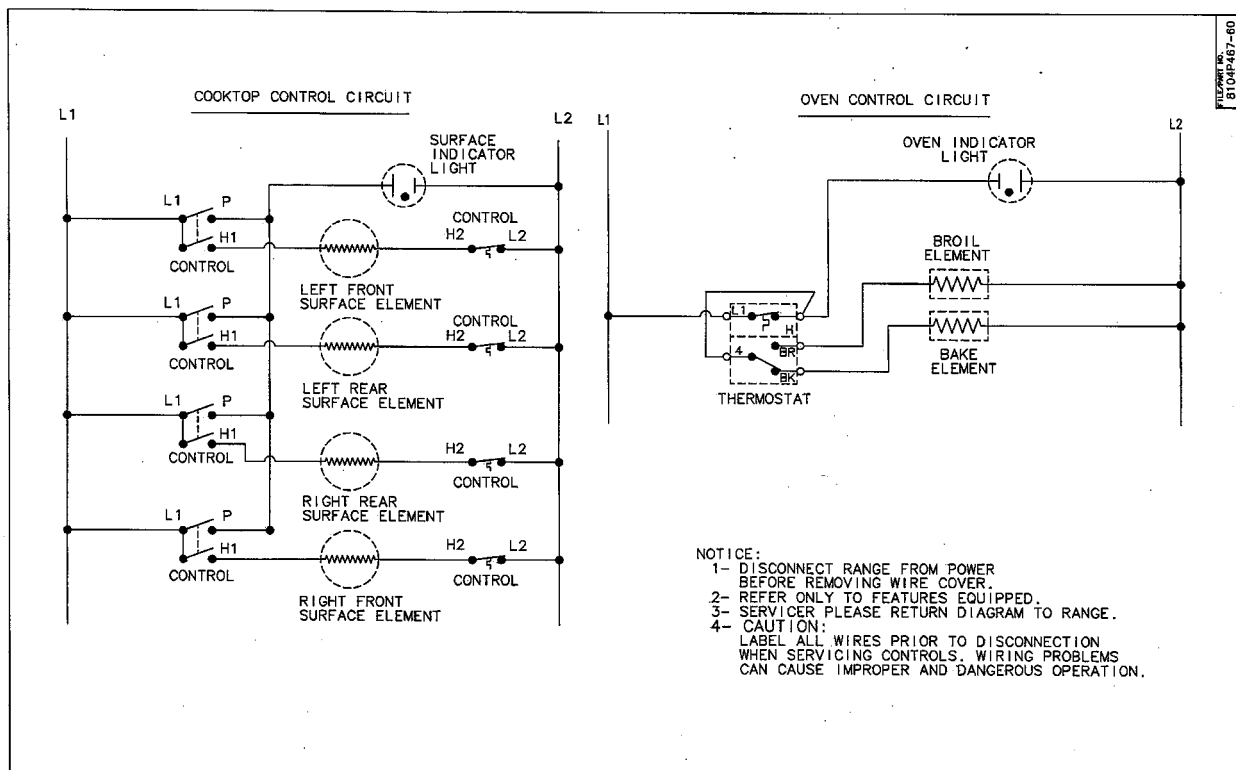 FILE/PART NO.
8104P467-60
COOKTOP CONTROL CIRCUIT
L1
L2
SURFACE
INDICATOR
LIGHT
L1 P
H1
CONTROL
CONTROL
H2 L2
LEFT FRONT
SURFACE ELEMENT
L1 P
H1
CONTROL
CONTROL
H2 L2
LEFT REAR
SURFACE ELEMENT
L1 P
H1
CONTROL
H2 L2
CONTROL
RIGHT REAR
SURFACE ELEMENT
L1 P
H1
CONTROL
H2 L2
CONTROL
RIGHT FRONT
SURFACE ELEMENT
OVEN CONTROL CIRCUIT
L1
L2
OVEN INDICATOR
LIGHT
BROIL
ELEMENT
L1 H
4 BR
BK
THERMOSTAT
BAKE
ELEMENT
NOTICE:
1- DISCONNECT RANGE FROM POWER
BEFORE REMOVING WIRE COVER.
2- REFER ONLY TO FEATURES EQUIPPED.
3- SERVICER PLEASE RETURN DIAGRAM TO RANGE.
4- CAUTION:
LABEL ALL WIRES PRIOR TO DISCONNECTION
WHEN SERVICING CONTROLS. WIRING PROBLEMS
CAN CAUSE IMPROPER AND DANGEROUS OPERATION.